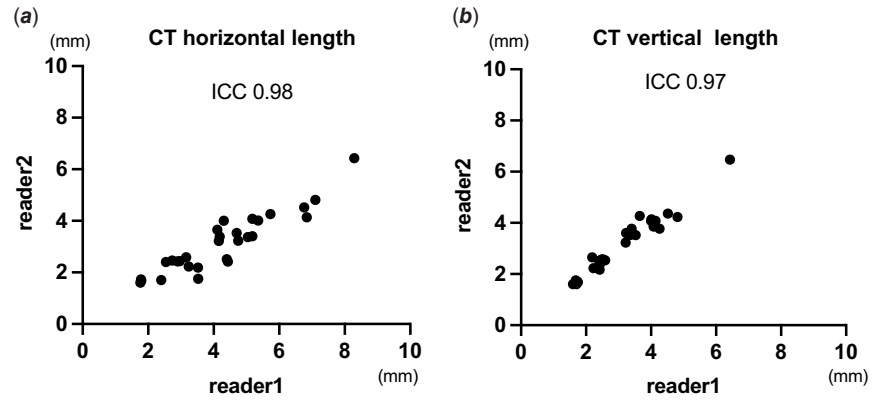 (a)
CT horizontal length
(mm)
ICC 0.98
10
8
6
4
2
0
reader2
0 2 4 6 8 10
reader1
(mm)
(b)
CT vertical length
(mm)
ICC 0.97
10
8
6
4
2
0
reader2
0 2 4 6 8 10
reader1
(mm)